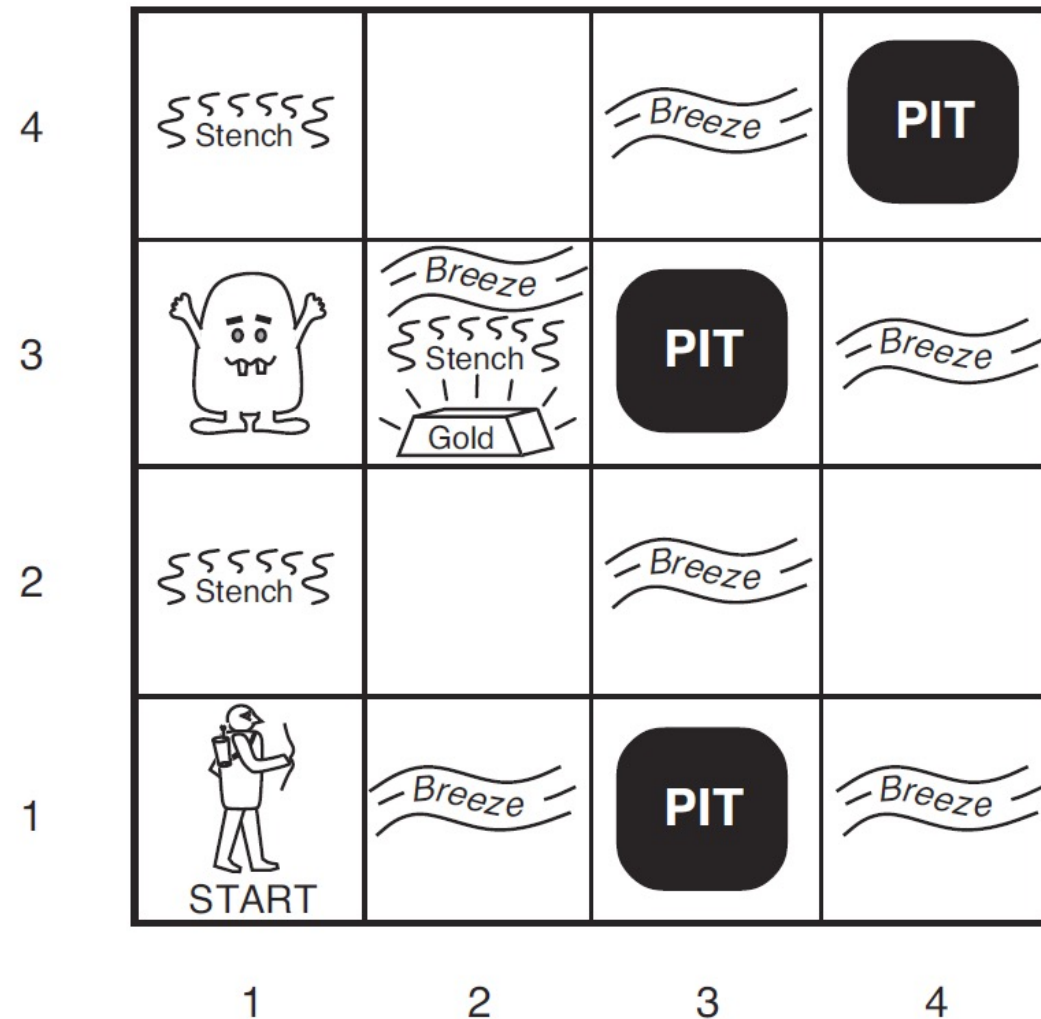 4
Stench
Breeze
PIT
3
Breeze
Stench
Gold
PIT
Breeze
2
Stench
Breeze
1
START
Breeze
PIT
Breeze
1 2 3 4